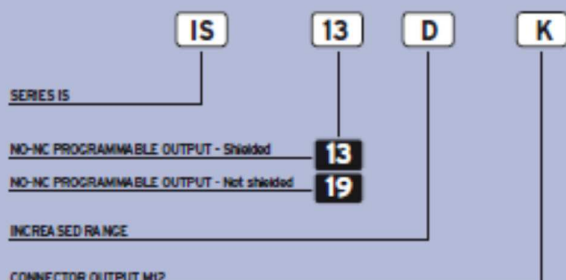 IS 13 D K
SERIES IS
NO-NC PROGRAMMABLE OUTPUT - Shielded 13
NO-NC PROGRAMMABLE OUTPUT - Not shielded 19
INCREASED RANGE
CONNECTOR OUTPUT M12